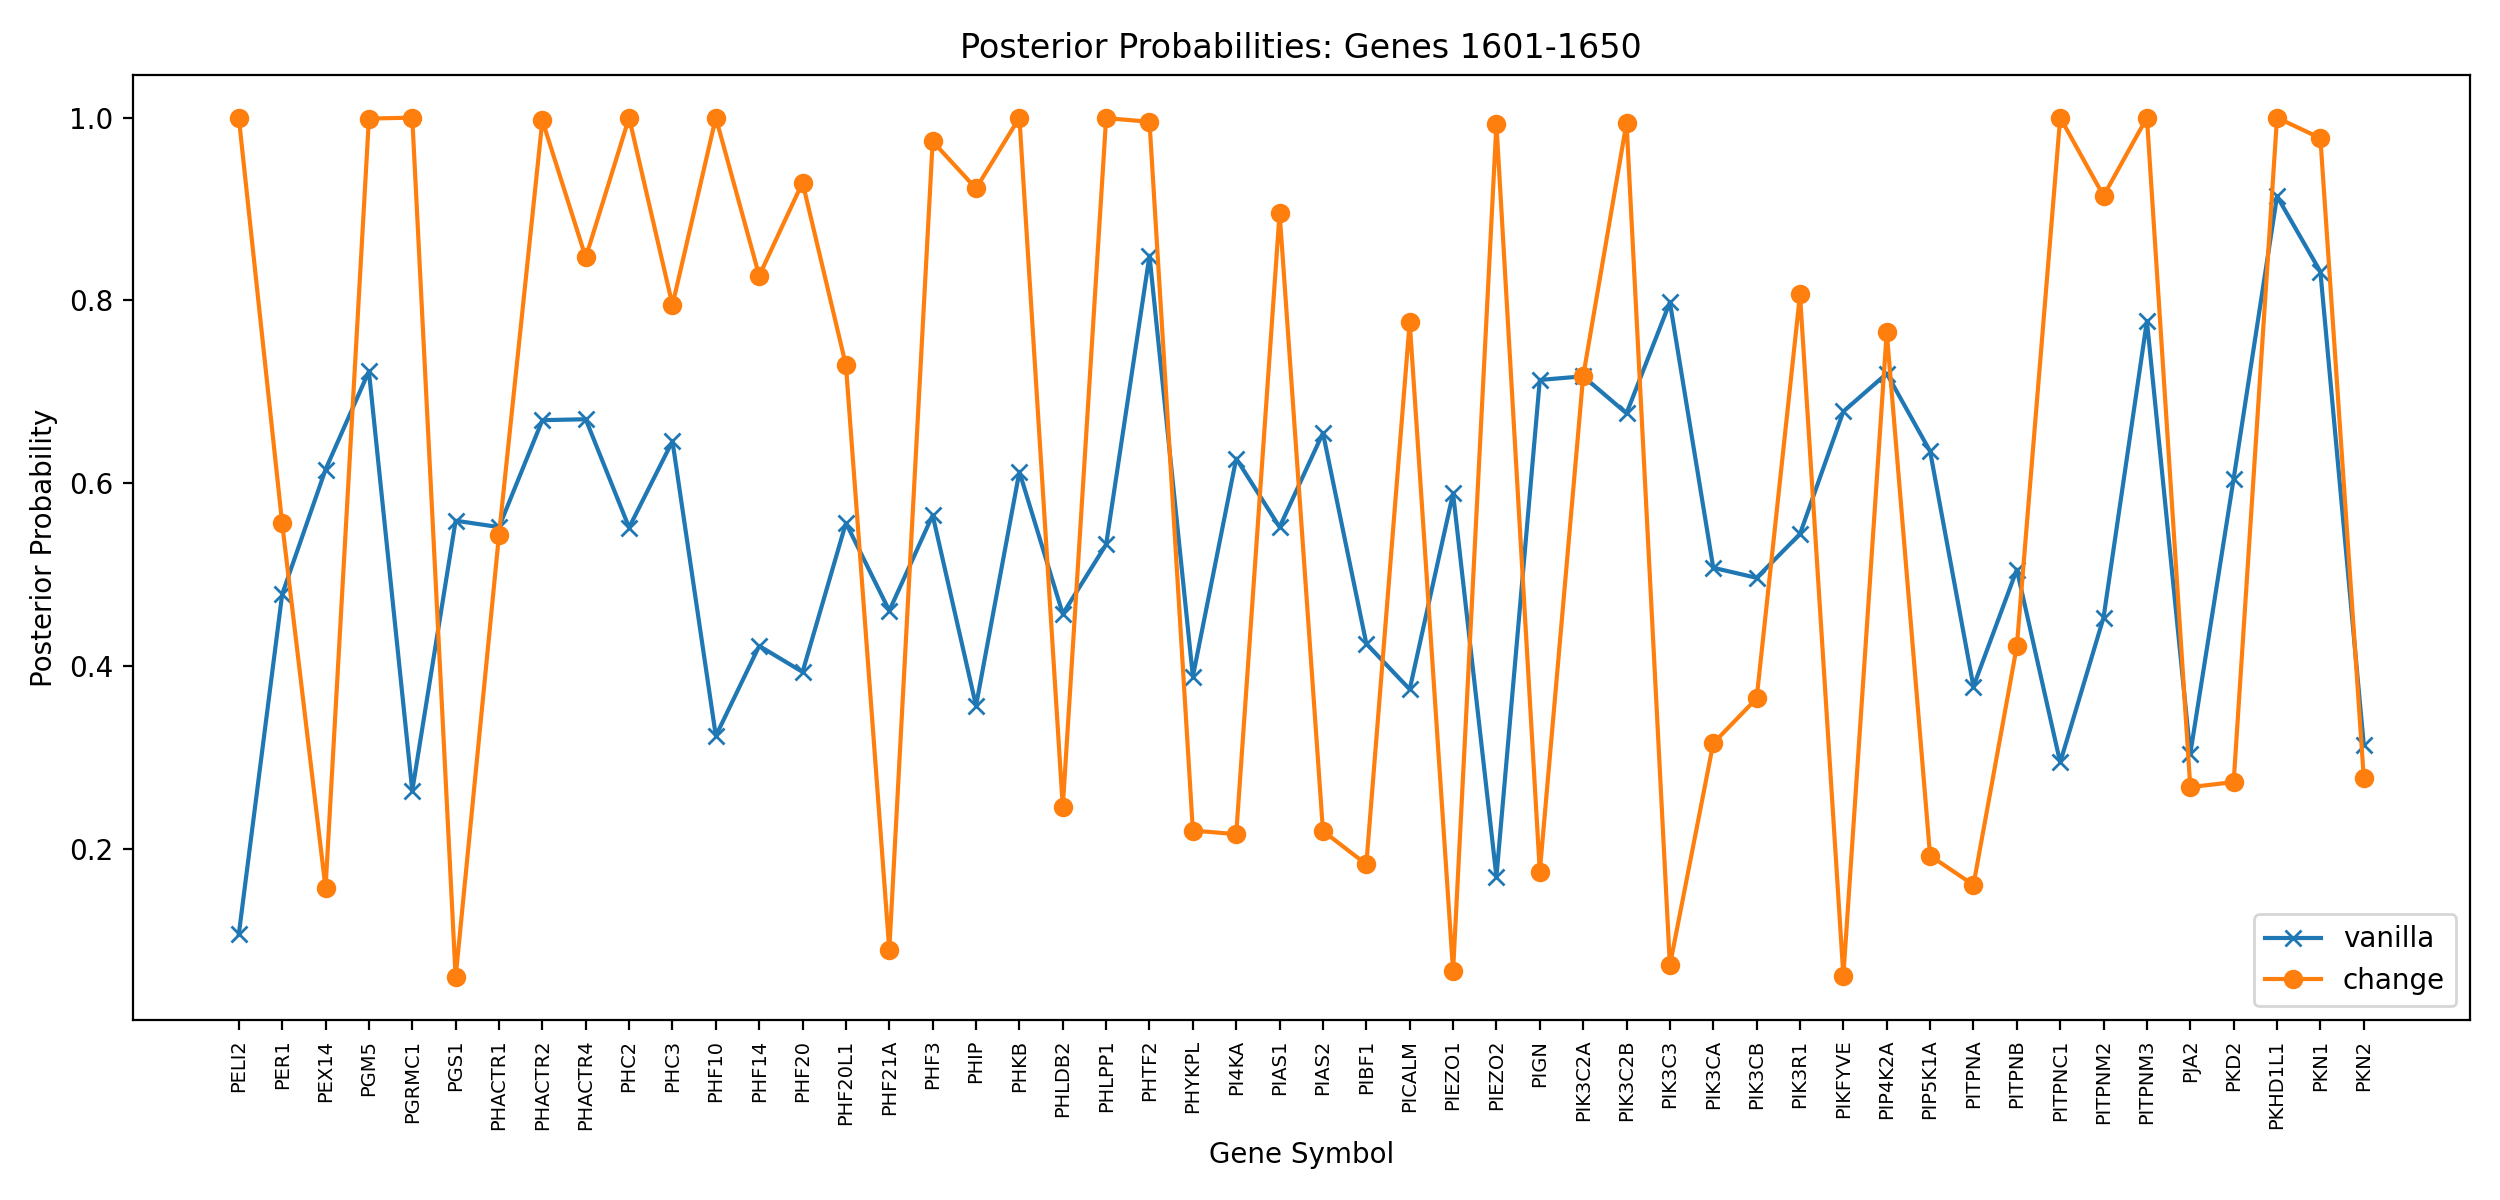 Posterior Probabilities: Genes 1601-1650
Posterior Probability
1.0
0.8
0.6
0.4
0.2
vanilla
change
PELI2
PER1
PEX14
PGM5
PGRMC1
PGS1
PHACTR1
PHACTR2
PHACTR4
PHC2
PHC3
PHF10
PHF14
PHF20
PHF20L1
PHF21A
PHF3
PHIP
PHKB
PHLDB2
PHLPP1
PHTF2
PHYKPL
PI4KA
PIAS1
PIAS2
PIBF1
PICALM
PIEZO1
PIEZO2
PIGN
PIK3C2A
PIK3C2B
PIK3C3
PIK3CA
PIK3CB
PIK3R1
PIKFYVE
PIP4K2A
PIP5K1A
PITPNA
PITPNB
PITPNC1
PITPNM2
PITPNM3
PJA2
PKD2
PKHD1L1
PKN1
PKN2
Gene Symbol